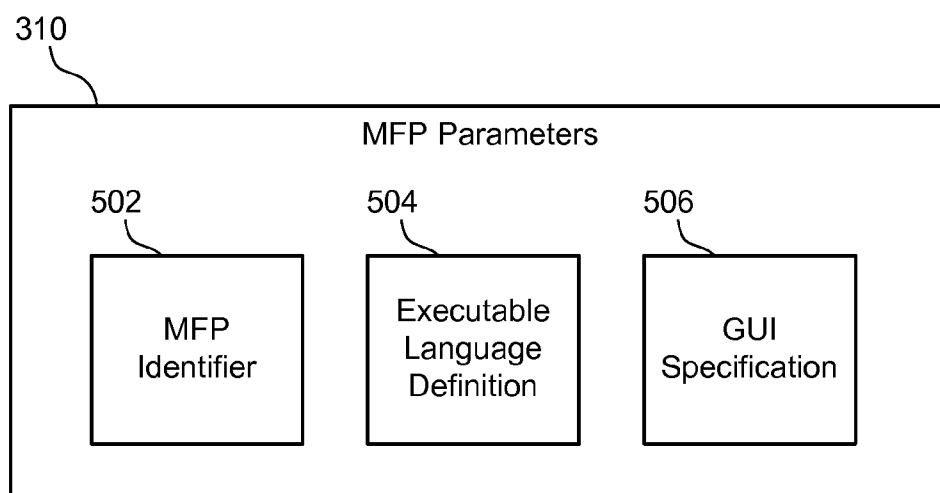 310
MFP Parameters
502
504
506
MFP
Identifier
Executable
Language
Definition
GUI
Specification